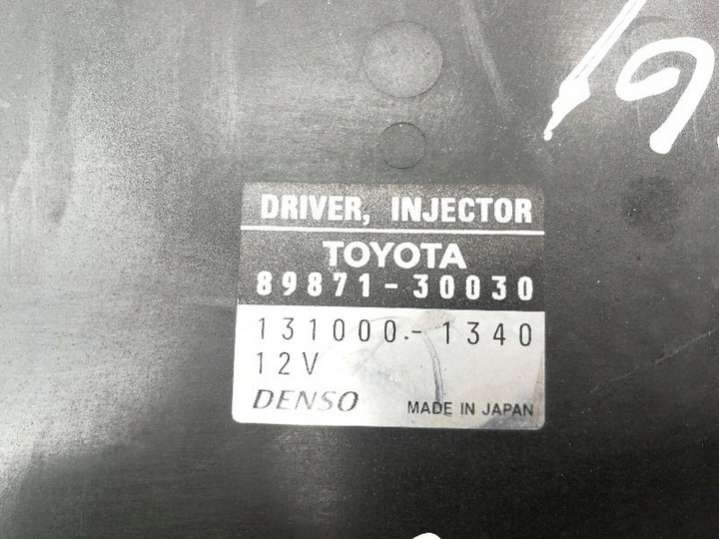 DRIVER, INJECTOR
TOYOTA
89871-30030
131000-1340
12V
DENSO MADE IN JAPAN